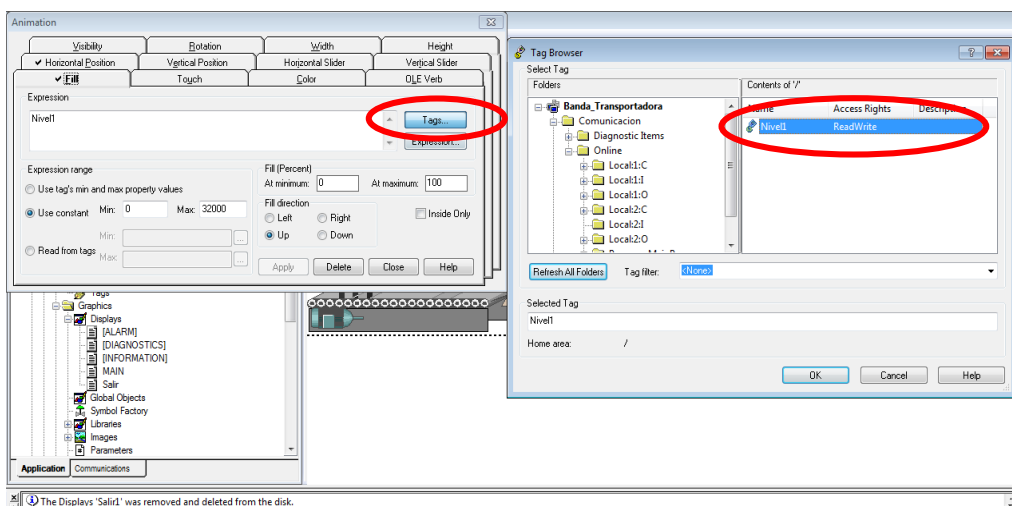 Animation
Visibility Rotation Width Height
Horizontal Position Vertical Position Horizontal Slider Vertical Slider
Fill Touch Color OLE Verb
Expression
Nivel1
Tags...
Expression...
Expression range
Use tag's min and max property values
Use constant Min: 0 Max: 32000
Min:
Read from tags
Max:
Fill (Percent)
At minimum: 0 At maximum: 100
Fill direction
Left Right
Up Down
Inside Only
Apply Delete Close Help
Tags
Graphics
Displays
[ALARM]
[DIAGNOSTICS]
[INFORMATION]
MAIN
Salir
Global Objects
Symbol Factory
Libraries
Images
Parameters
Application Communications
The Displays 'Salir1' was removed and deleted from the disk.
Tag Browser
Select Tag
Folders
Banda_Transportadora
Comunicacion
Diagnostic Items
Online
Local:1:C
Local:1:I
Local:1:O
Local:2:C
Local:2:I
Local:2:O
Contents of '/'
Name Access Rights Description
Nivel1 ReadWrite
Refresh All Folders Tag filter: <None>
Selected Tag
Nivel1
Home area: /
OK Cancel Help